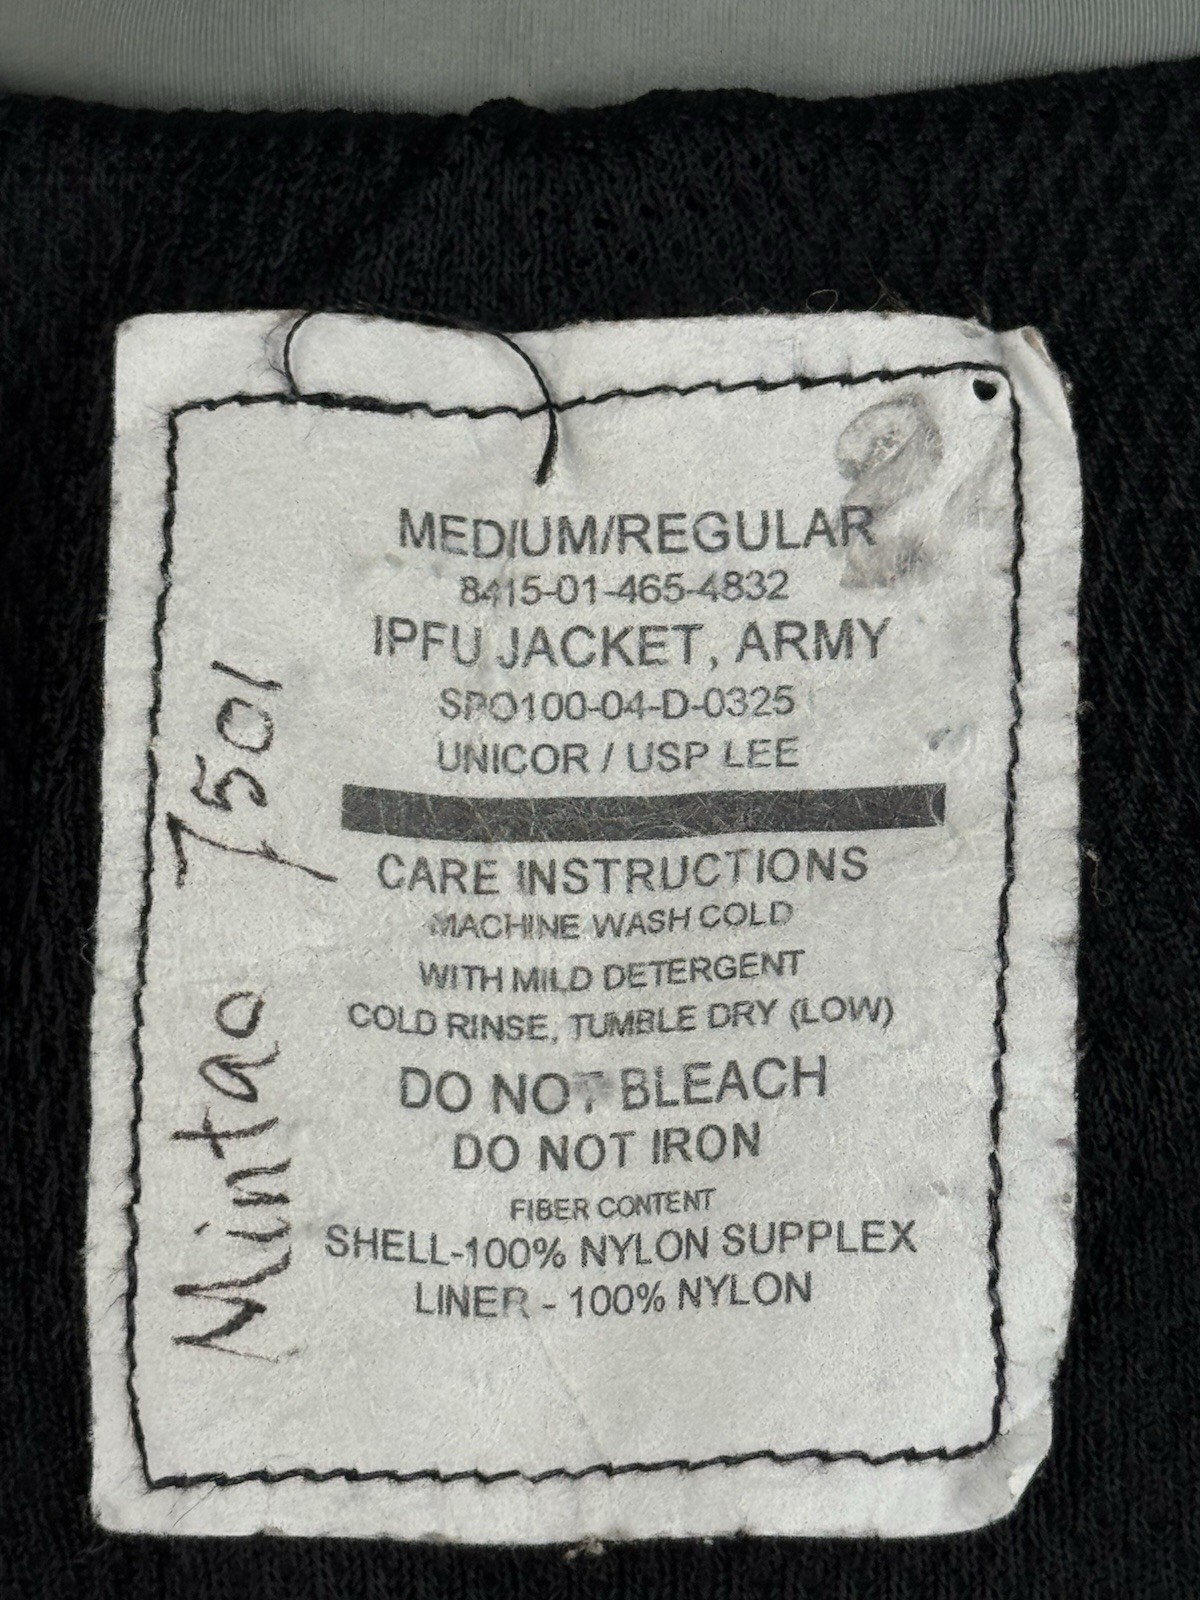 MEDIUM/REGULAR
8415-01-465-4832
IPFU JACKET, ARMY
SPO100-04-D-0325
UNICOR / USP LEE
CARE INSTRUCTIONS
MACHINE WASH COLD
WITH MILD DETERGENT
COLD RINSE, TUMBLE DRY (LOW)
DO NOT BLEACH
DO NOT IRON
FIBER CONTENT
SHELL-100% NYLON SUPPLEX
LINER - 100% NYLON
Mintao 7501